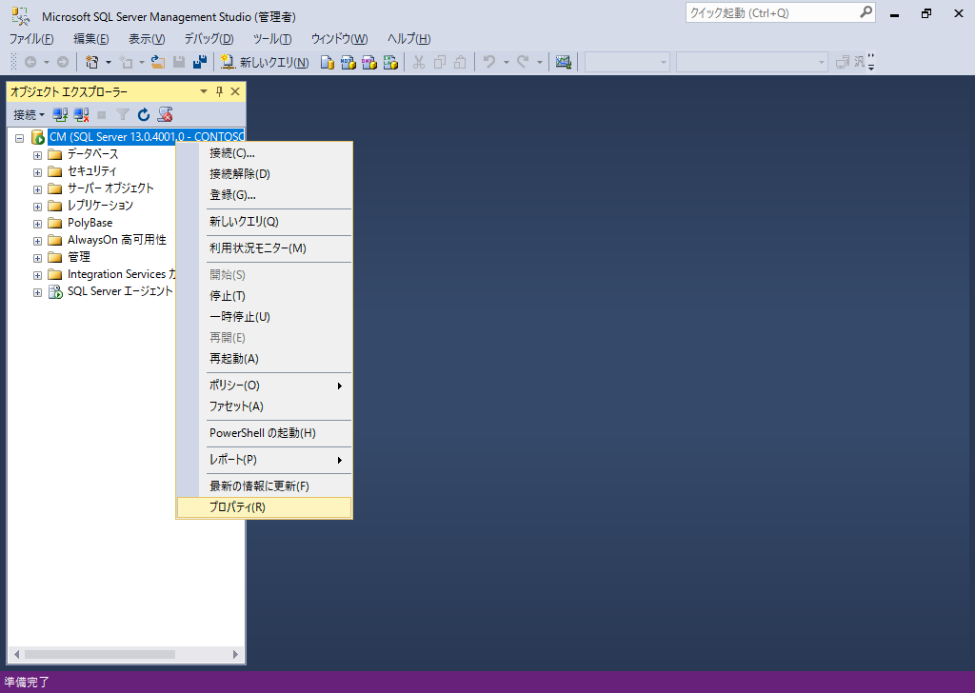 Microsoft SQL Server Management Studio (管理者)
クイック起動 (Ctrl+Q)
ファイル(F) 編集(E) 表示(V) デバッグ(D) ツール(T) ウィンドウ(W) ヘルプ(H)
新しいクエリ(N)
オブジェクト エクスプローラー
接続
CM (SQL Server 13.0.4001.0 - CONTOSO
データベース
セキュリティ
サーバー オブジェクト
レプリケーション
PolyBase
AlwaysOn 高可用性
管理
Integration Services カ
SQL Server エージェント
接続(C)...
接続解除(D)
登録(G)...
新しいクエリ(Q)
利用状況モニター(M)
開始(S)
停止(T)
一時停止(U)
再開(E)
再起動(A)
ポリシー(O)
ファセット(A)
PowerShell の起動(H)
レポート(P)
最新の情報に更新(F)
プロパティ(R)
準備完了